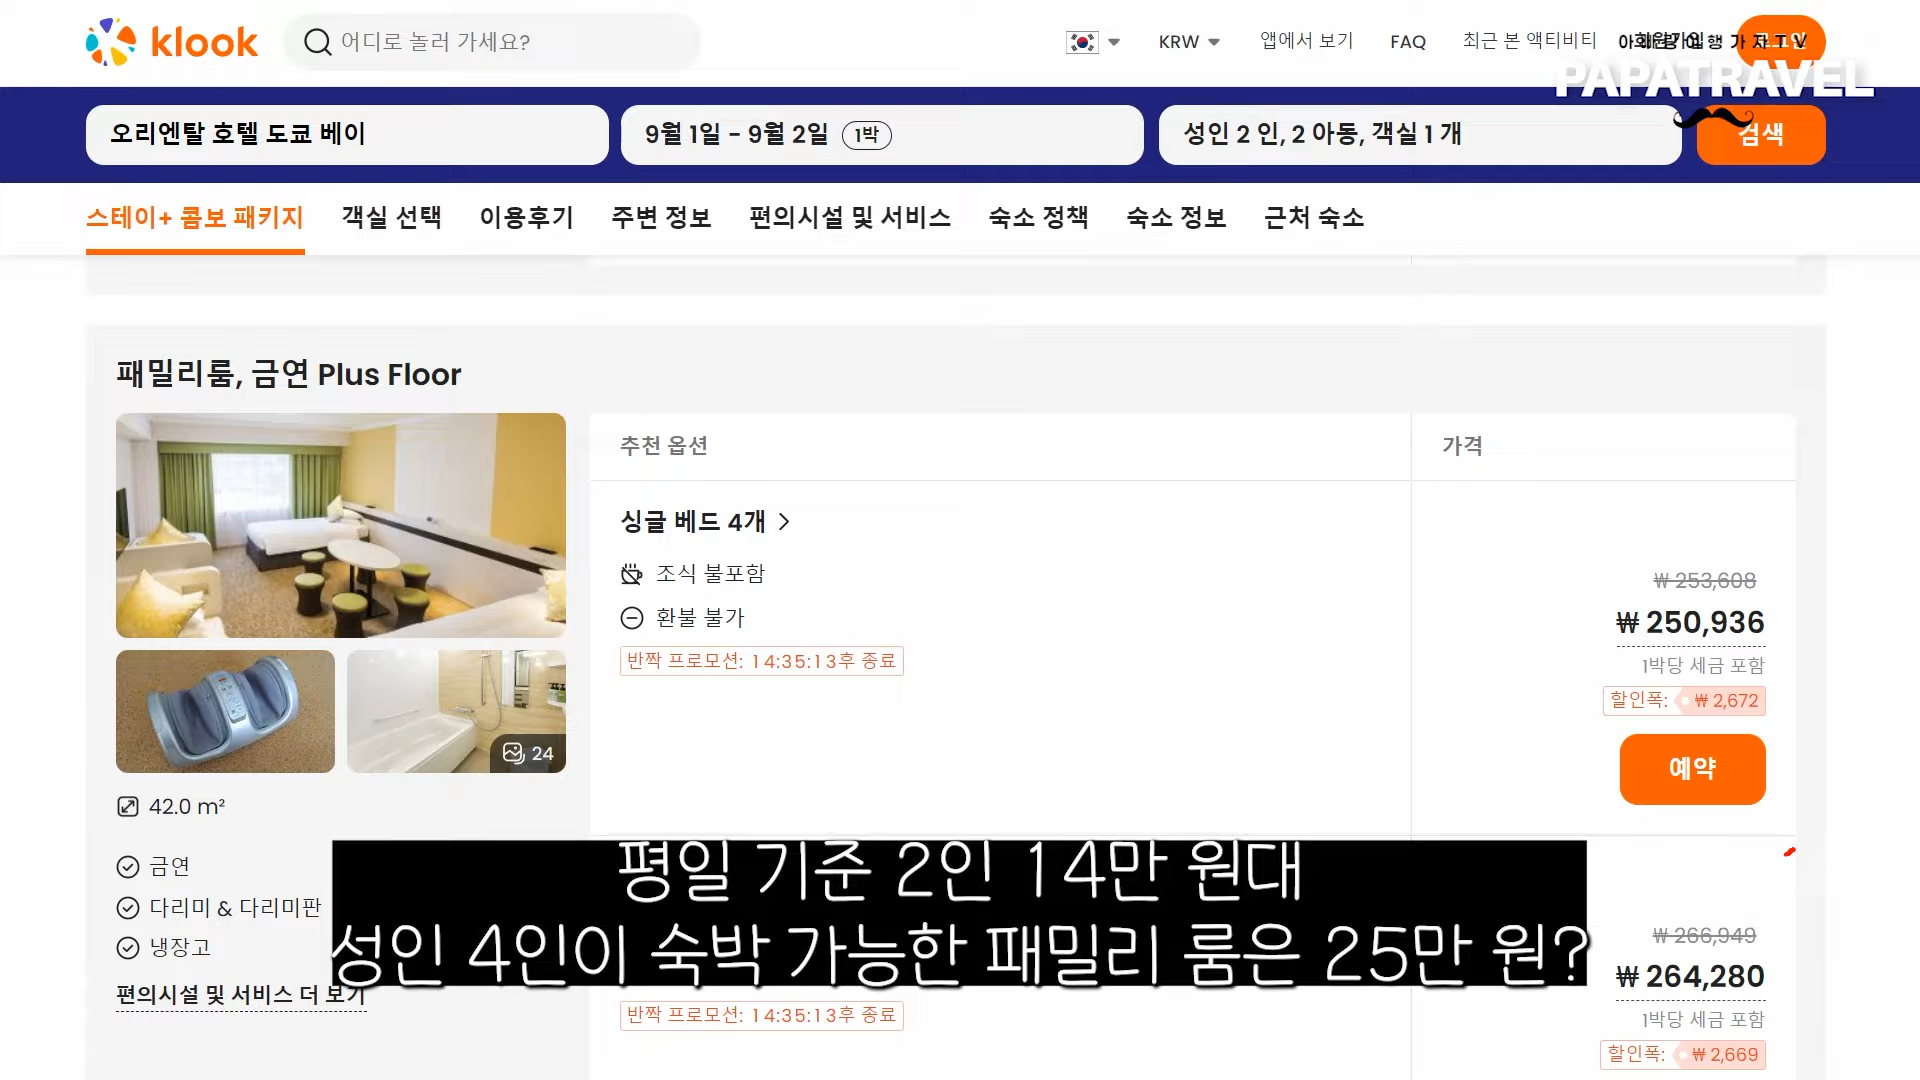 klook
어디로 놀러 가세요?
KRW
앱에서 보기
FAQ
최근 본 액티비티
PAPATRAVEL
오리엔탈 호텔 도쿄 베이
9월 1일 - 9월 2일 1박
성인 2 인, 2 아동, 객실 1 개
검색
스테이+ 콤보 패키지
객실 선택
이용후기
주변 정보
편의시설 및 서비스
숙소 정책
숙소 정보
근처 숙소
패밀리룸, 금연 Plus Floor
추천 옵션
가격
싱글 베드 4개
조식 불포함
환불 불가
반짝 프로모션: 14:35:13후 종료
₩ 253,608
₩ 250,936
1박당 세금 포함
할인폭: ₩ 2,672
예약
24
42.0 m²
금연
다리미 & 다리미판
냉장고
편의시설 및 서비스 더 보기
평일 기준 2인 14만 원대
성인 4인이 숙박 가능한 패밀리 룸은 25만 원?
반짝 프로모션: 14:35:13후 종료
₩ 266,949
₩ 264,280
1박당 세금 포함
할인폭: ₩ 2,669